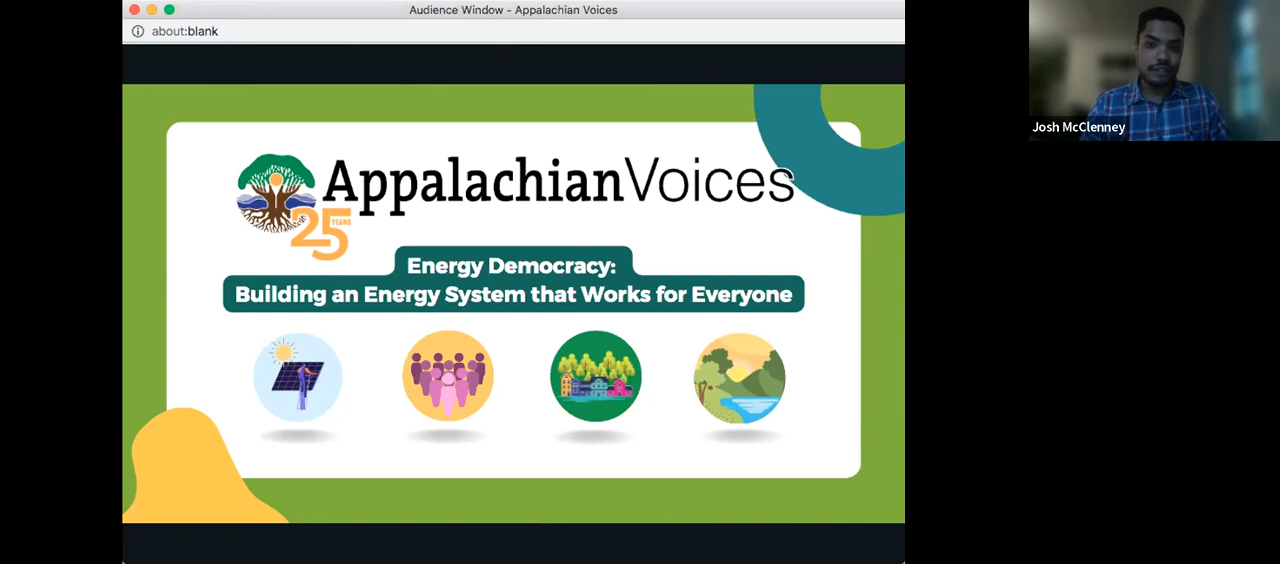 Audience Window - Appalachian Voices
about:blank
Josh McClenney
AppalachianVoices
25 YEARS
Energy Democracy:
Building an Energy System that Works for Everyone